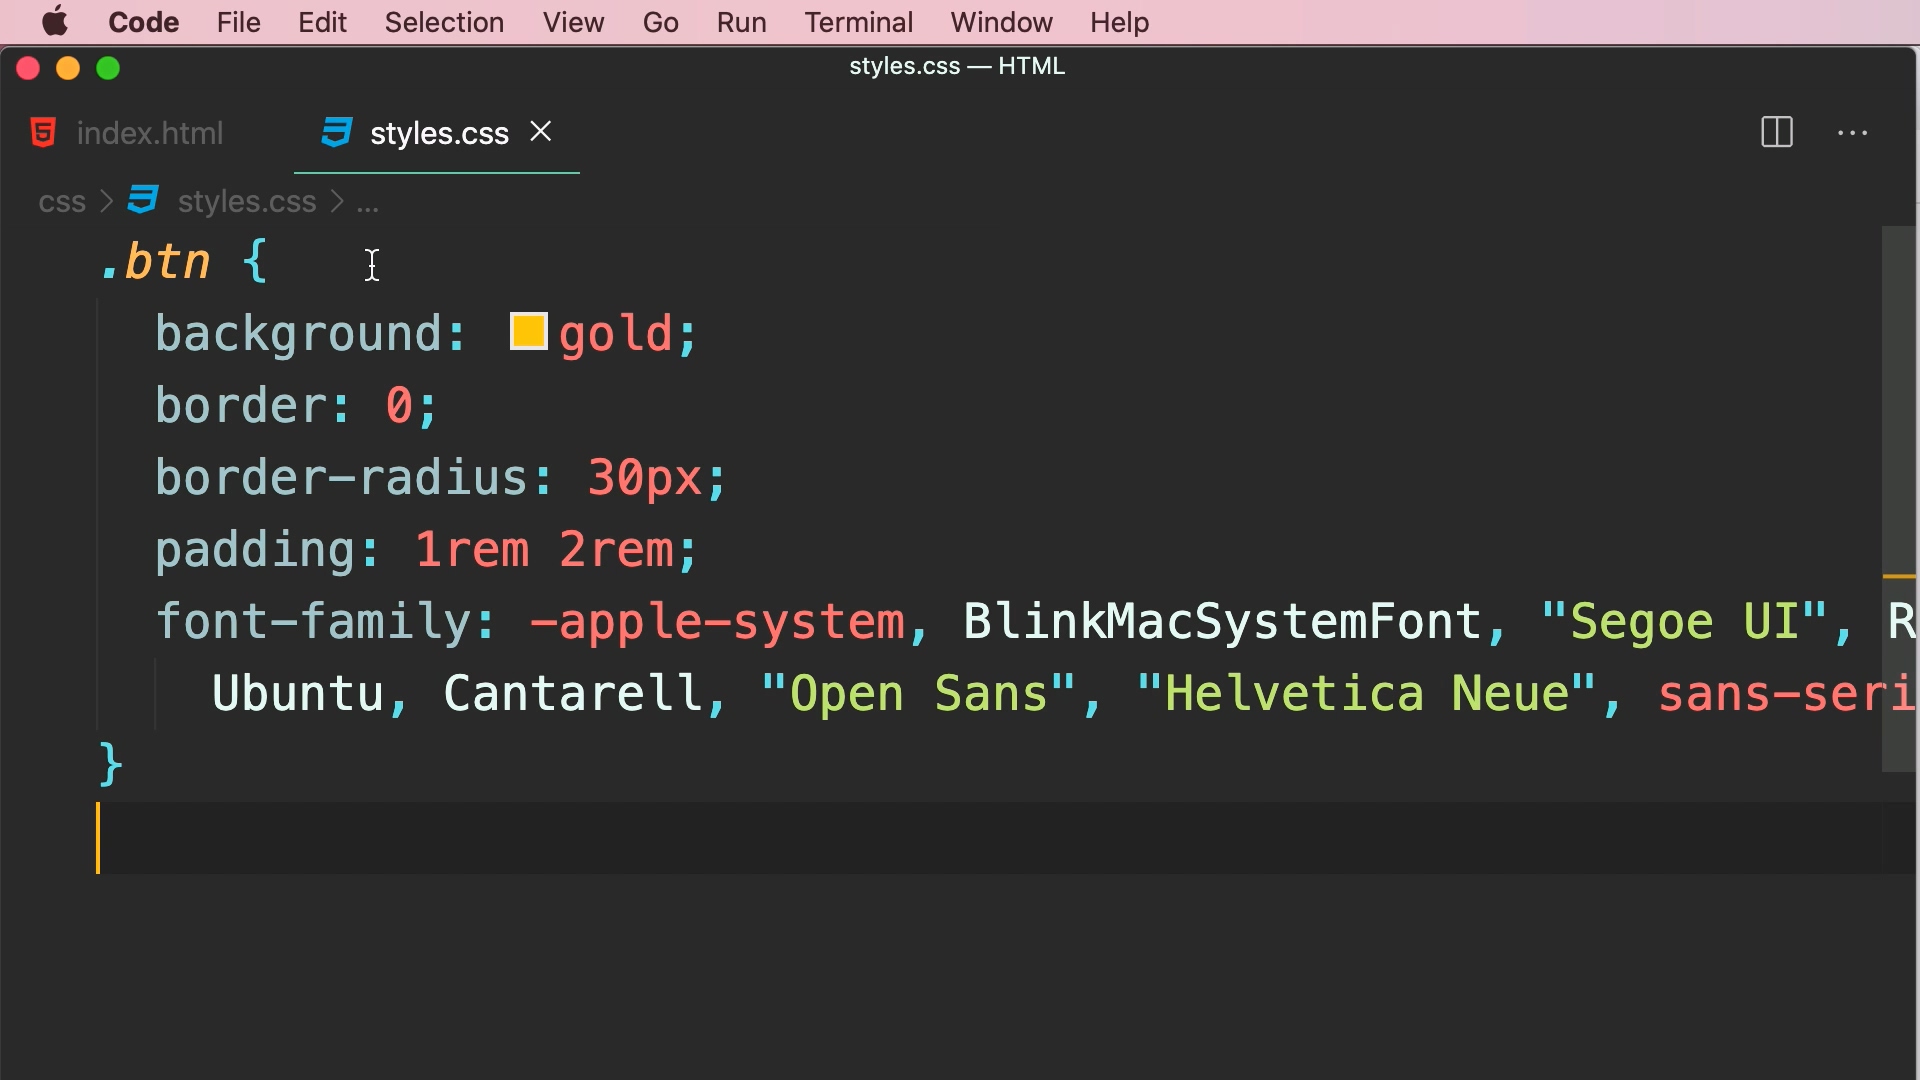 Code File Edit Selection View Go Run Terminal Window Help
styles.css — HTML
index.html styles.css
css > styles.css > ...
.btn {
background: gold;
border: 0;
border-radius: 30px;
padding: 1rem 2rem;
font-family: -apple-system, BlinkMacSystemFont, "Segoe UI", R
Ubuntu, Cantarell, "Open Sans", "Helvetica Neue", sans-seri
}